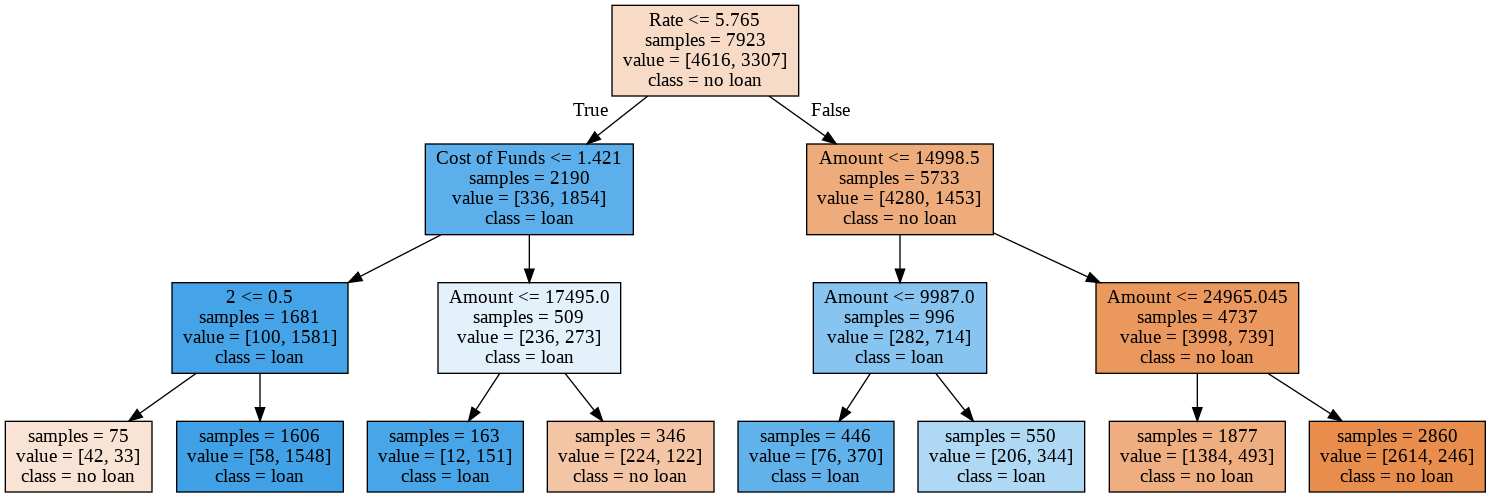 Rate <= 5.765
samples = 7923
value = [4616, 3307]
class = no loan
True
False
Cost of Funds <= 1.421
samples = 2190
value = [336, 1854]
class = loan
Amount <= 14998.5
samples = 5733
value = [4280, 1453]
class = no loan
2 <= 0.5
samples = 1681
value = [100, 1581]
class = loan
Amount <= 17495.0
samples = 509
value = [236, 273]
class = loan
Amount <= 9987.0
samples = 996
value = [282, 714]
class = loan
Amount <= 24965.045
samples = 4737
value = [3998, 739]
class = no loan
samples = 75
value = [42, 33]
class = no loan
samples = 1606
value = [58, 1548]
class = loan
samples = 163
value = [12, 151]
class = loan
samples = 346
value = [224, 122]
class = no loan
samples = 446
value = [76, 370]
class = loan
samples = 550
value = [206, 344]
class = loan
samples = 1877
value = [1384, 493]
class = no loan
samples = 2860
value = [2614, 246]
class = no loan